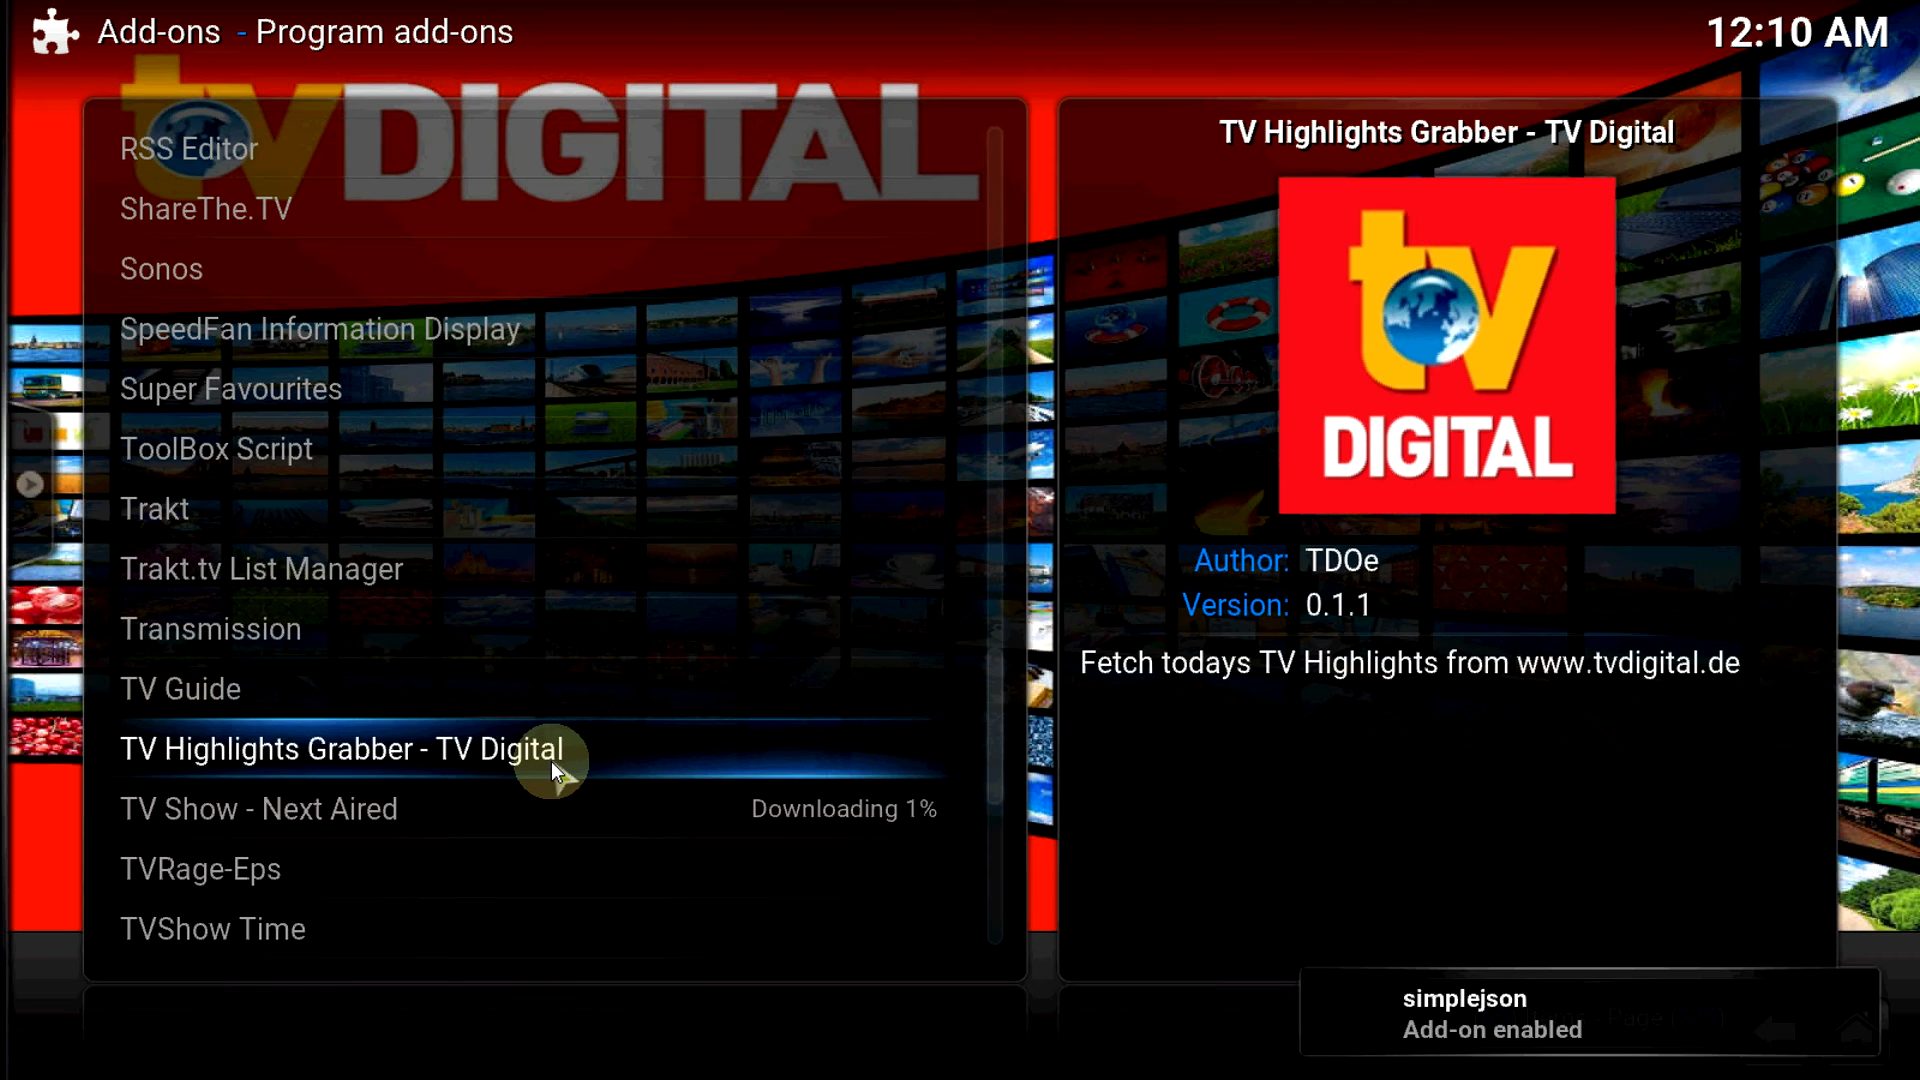 Add-ons - Program add-ons
12:10 AM
tvDIGITAL
RSS Editor
ShareThe.TV
Sonos
SpeedFan Information Display
Super Favourites
ToolBox Script
Trakt
Trakt.tv List Manager
Transmission
TV Guide
TV Highlights Grabber - TV Digital
TV Show - Next Aired Downloading 1%
TVRage-Eps
TVShow Time
TV Highlights Grabber - TV Digital
tv
DIGITAL
Author: TDOe
Version: 0.1.1
Fetch todays TV Highlights from www.tvdigital.de
simplejson
Add-on enabled